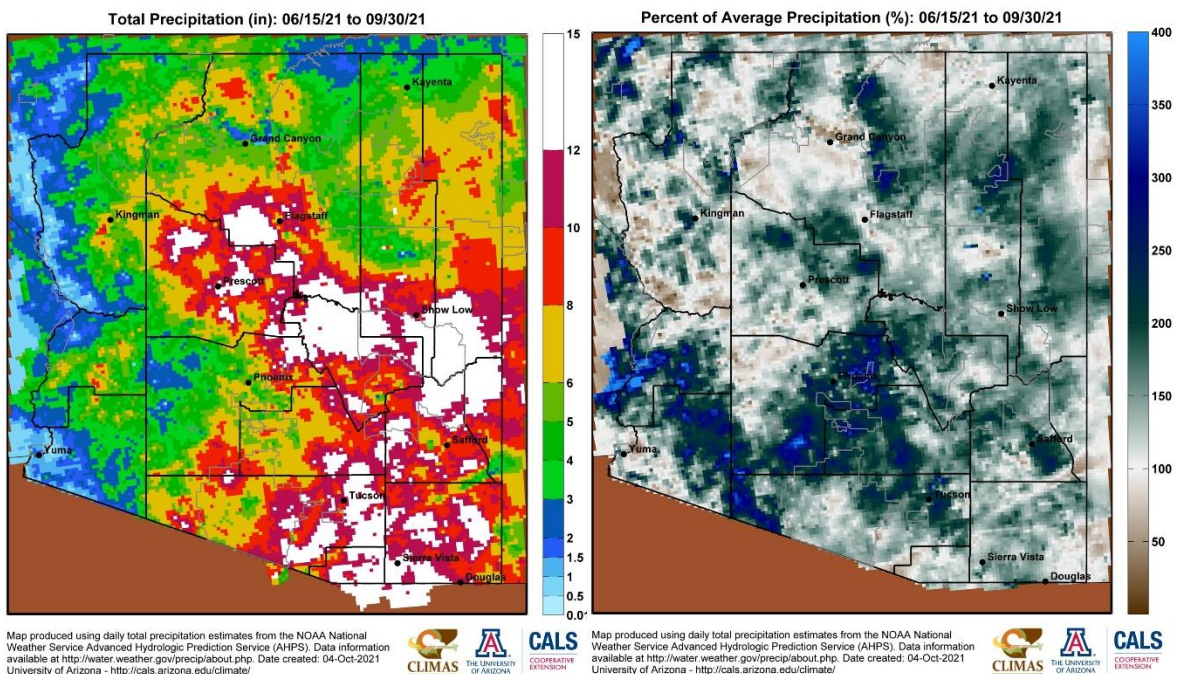 Total Precipitation (in): 06/15/21 to 09/30/21
Kayenta
Grand Canyon
Kingman
Flagstaff
Prescott
Show Low
Phoenix
Safford
Yuma
Tucson
Sierra Vista
Douglas
15
12
10
8
6
5
4
3
2
1.5
1
0.5
Map produced using daily total precipitation estimates from the NOAA National
Weather Service Advanced Hydrologic Prediction Service (AHPS). Data information
available at http://water.weather.gov/precip/about.php. Date created: 04-Oct-2021
University of Arizona - http://cals.arizona.edu/climate/
CLIMAS
A
THE UNIVERSITY
OF ARIZONA
CALS
COOPERATIVE
EXTENSION
Percent of Average Precipitation (%): 06/15/21 to 09/30/21
Kayenta
Grand Canyon
Kingman
Flagstaff
Prescott
Show Low
Safford
Yuma
Tucson
Sierra Vista
Douglas
400
350
300
250
200
150
100
50
Map produced using daily total precipitation estimates from the NOAA National
Weather Service Advanced Hydrologic Prediction Service (AHPS). Data information
available at http://water.weather.gov/precip/about.php. Date created: 04-Oct-2021
University of Arizona - http://cals.arizona.edu/climate/
CLIMAS
A
THE UNIVERSITY
OF ARIZONA
CALS
COOPERATIVE
EXTENSION